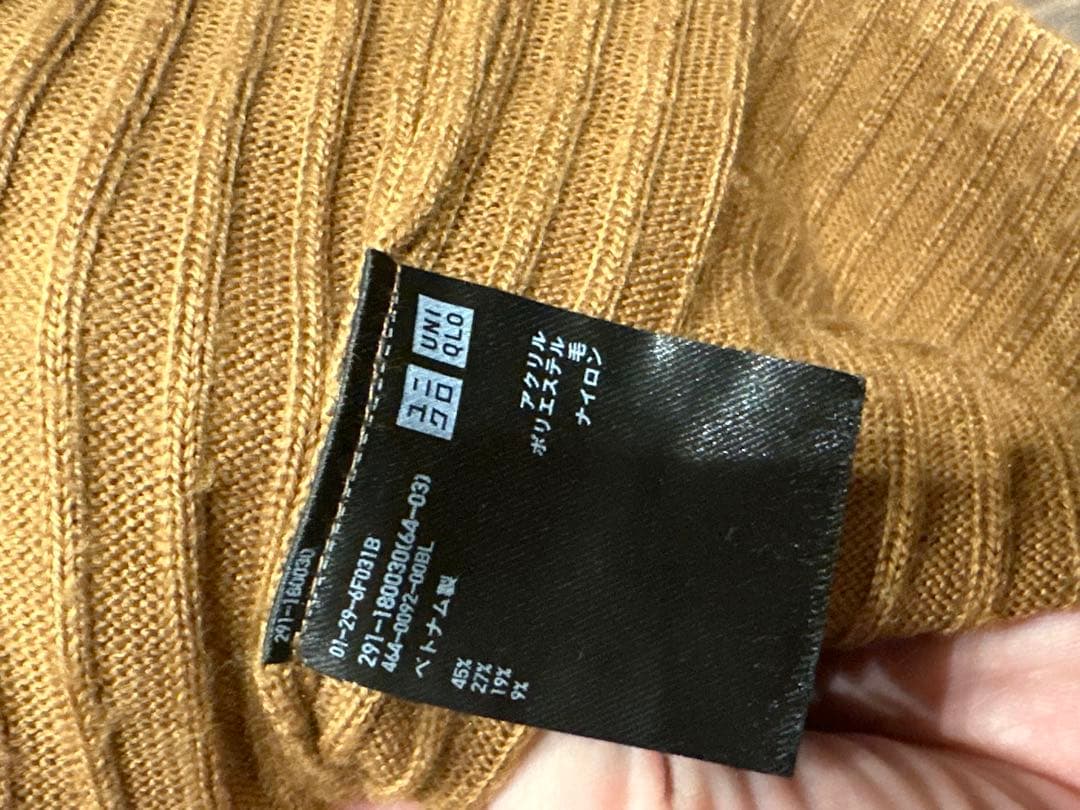 291-180030)
ユニ
クロ
UNI
QLO
01-29-6F031B
291-180030(64-03)
464-0092-00BL
ベトナム製
45% アクリル
27% ポリエステル
19% 毛
9% ナイロン